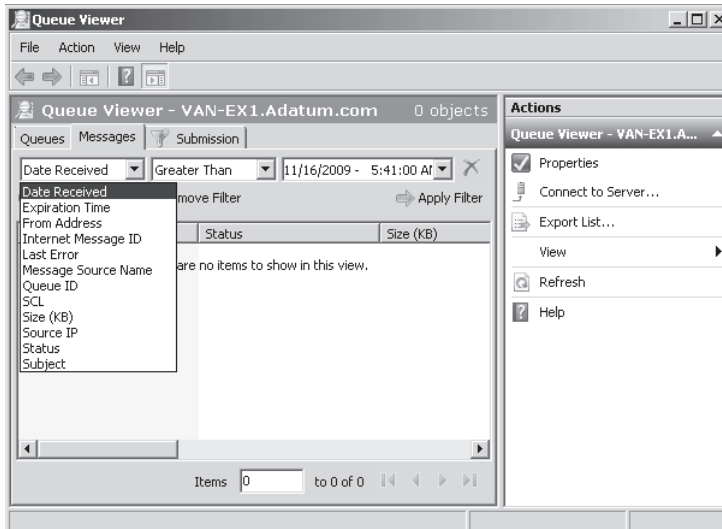 Queue Viewer
File Action View Help
Queue Viewer - VAN-EX1.Adatum.com 0 objects
Queues Messages Submission
Date Received Greater Than 11/16/2009 - 5:41:00 AM
Date Received
Expiration Time
From Address
Internet Message ID
Last Error
Message Source Name
Queue ID
SCL
Size (KB)
Source IP
Status
Subject
move Filter Apply Filter
Status Size (KB)
are no items to show in this view.
Items 0 to 0 of 0
Actions
Queue Viewer - VAN-EX1.A...
Properties
Connect to Server...
Export List...
View
Refresh
Help